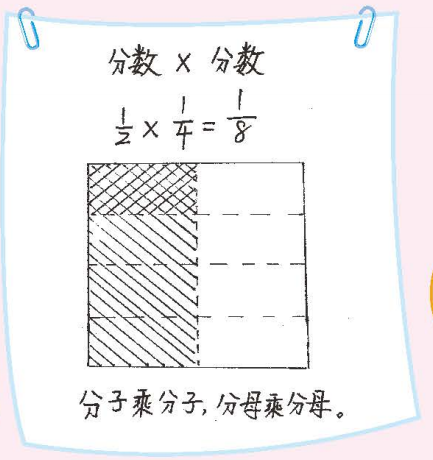 分数 × 分数
1/2 × 1/4 = 1/8
分子乘分子,分母乘分母。